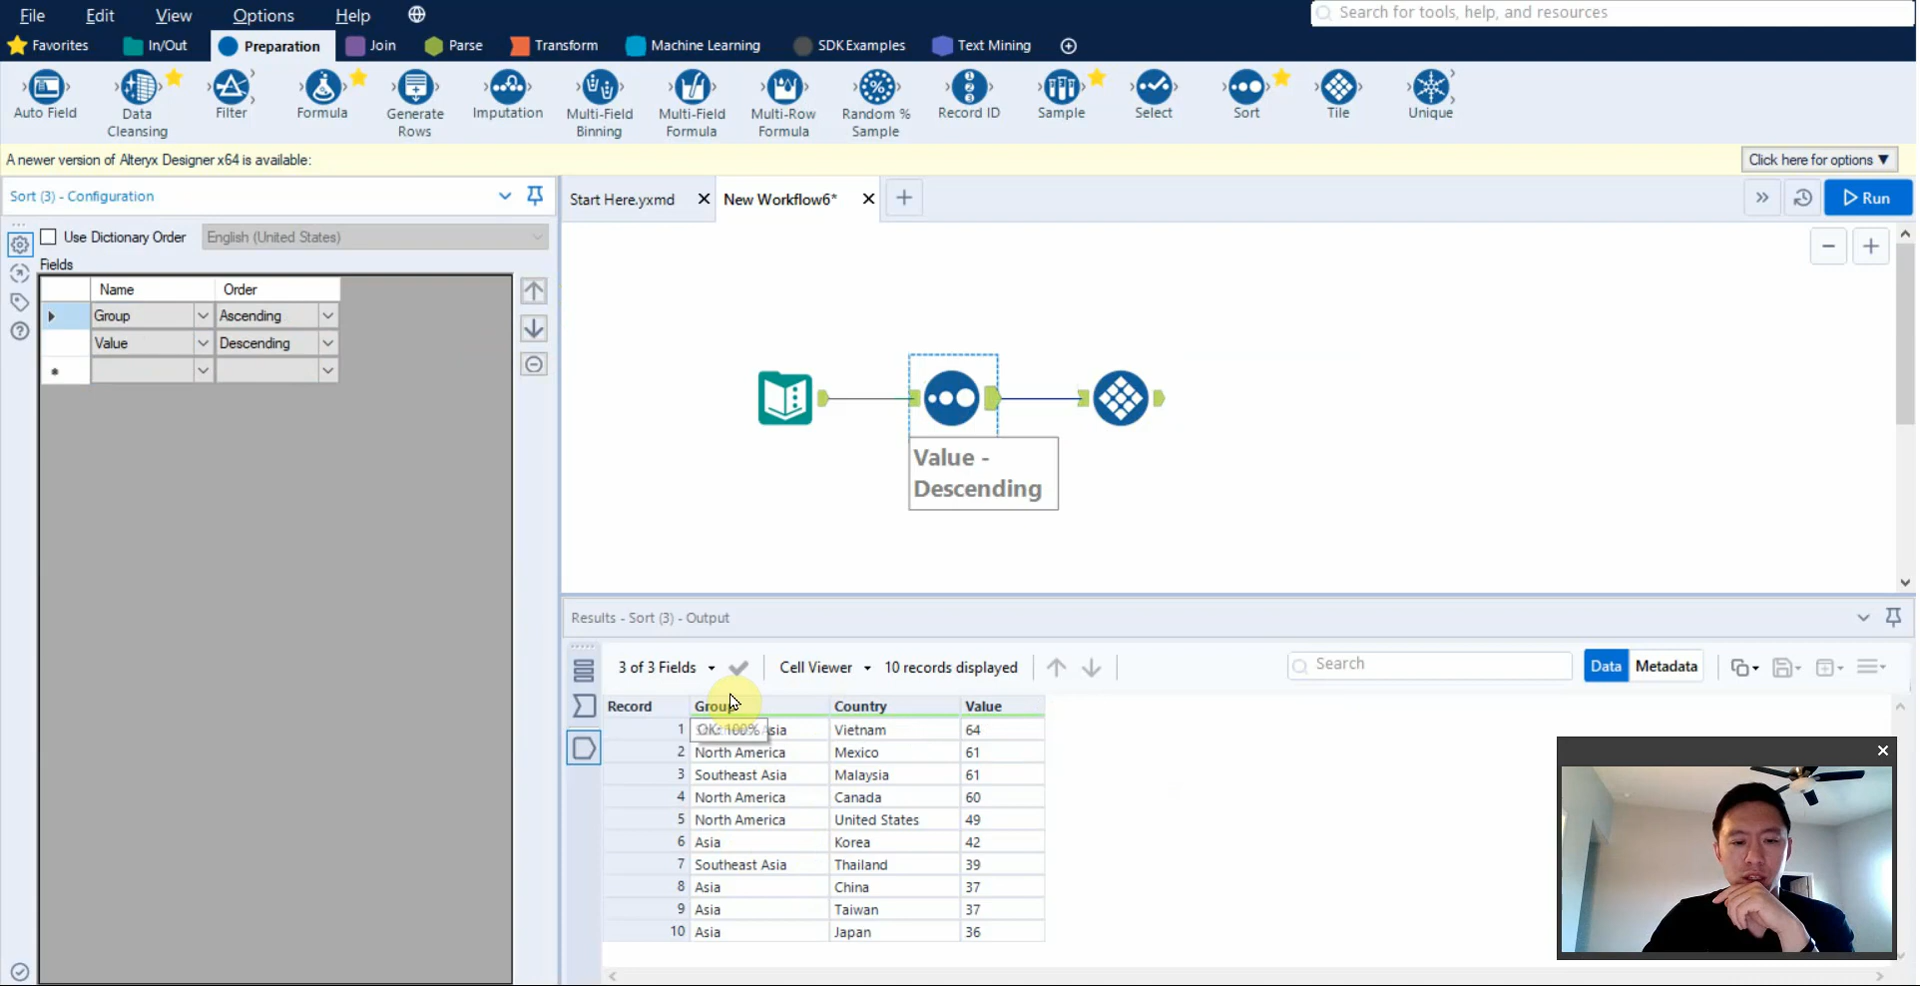 File Edit View Options Help Search for tools, help, and resources
Favorites In/Out Preparation Join Parse Transform Machine Learning SDK Examples Text Mining
Auto Field Data Cleansing Filter Formula Generate Rows Imputation Multi-Field Binning Multi-Field Formula Multi-Row Formula Random % Sample Record ID Sample Select Sort Tile Unique
A newer version of Alteryx Designer x64 is available: Click here for options ▼
Sort (3) - Configuration
Start Here.yxmd New Workflow6* Run
Use Dictionary Order English (United States)
Fields
Name Order
Group Ascending
Value Descending
Value -
Descending
Results - Sort (3) - Output
3 of 3 Fields Cell Viewer 10 records displayed Search Data Metadata
Record Group Country Value
1 OK: 100% sia Vietnam 64
2 North America Mexico 61
3 Southeast Asia Malaysia 61
4 North America Canada 60
5 North America United States 49
6 Asia Korea 42
7 Southeast Asia Thailand 39
8 Asia China 37
9 Asia Taiwan 37
10 Asia Japan 36